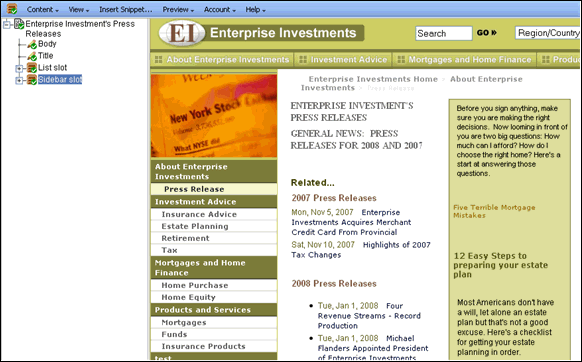 Content View Insert Snippet... Preview Account Help
Enterprise Investment's Press
Releases
Body
Title
List slot
Sidebar slot
EI Enterprise Investments
Search GO » Region/Country
About Enterprise Investments Investment Advice Mortgages and Home Finance Produ
New York Stock
What NYSE did
About Enterprise
Investments
Press Release
Investment Advice
Insurance Advice
Estate Planning
Retirement
Tax
Mortgages and Home
Finance
Home Purchase
Home Equity
Products and Services
Mortgages
Funds
Insurance Products
test
Enterprise Investments Home › About Enterprise
Investments › Press Releases
ENTERPRISE INVESTMENT'S
PRESS RELEASES
GENERAL NEWS: PRESS
RELEASES FOR 2008 AND 2007
Related...
2007 Press Releases
Mon, Nov 5, 2007 Enterprise
Investments Acquires Merchant
Credit Card From Provincial
Sat, Nov 10, 2007 Highlights of 2007
Tax Changes
2008 Press Releases
• Tue, Jan 1, 2008 Four
Revenue Streams - Record
Production
• Tue, Jan 1, 2008 Michael
Flanders Appointed President
of Enterprise Investments
Before you sign anything, make
sure you are making the right
decisions. Now looming in front of
you are two big questions: How
much can I afford? How do I
choose the right home? Here's a
start at answering those
questions.
Five Terrible Mortgage
Mistakes
12 Easy Steps to
preparing your estate
plan
Most Americans don't have
a will, let alone an estate
plan but that's not a good
excuse. Here's a checklist
for getting your estate
planning in order.